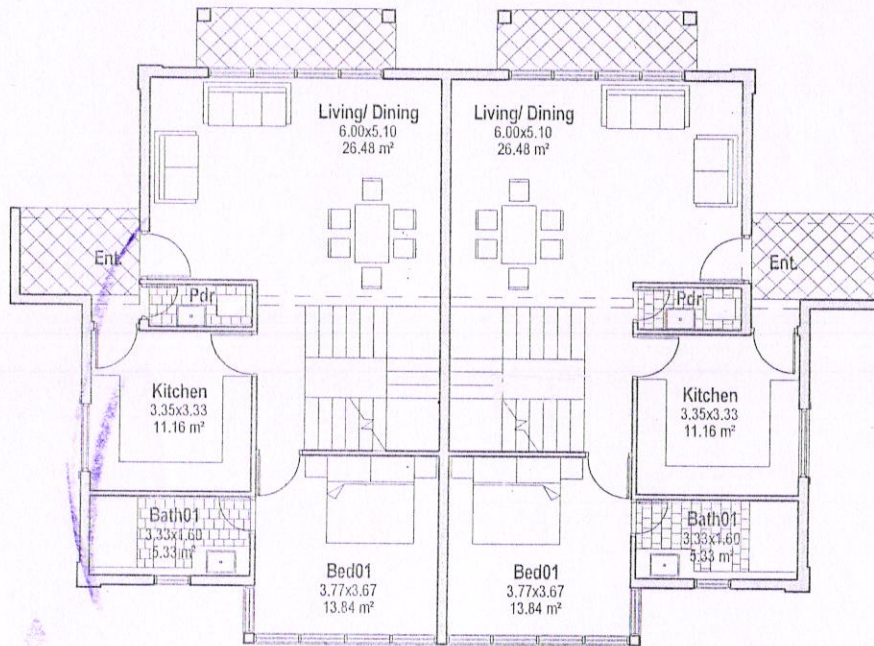 Living/ Dining
6.00x5.10
26.48 m²
Living/ Dining
6.00x5.10
26.48 m²
Ent.
Ent.
Pdr
Pdr
Kitchen
3.35x3.33
11.16 m²
Kitchen
3.35x3.33
11.16 m²
Bath01
3.33x1.60
5.33 m²
Bath01
3.33x1.60
5.33 m²
Bed01
3.77x3.67
13.84 m²
Bed01
3.77x3.67
13.84 m²